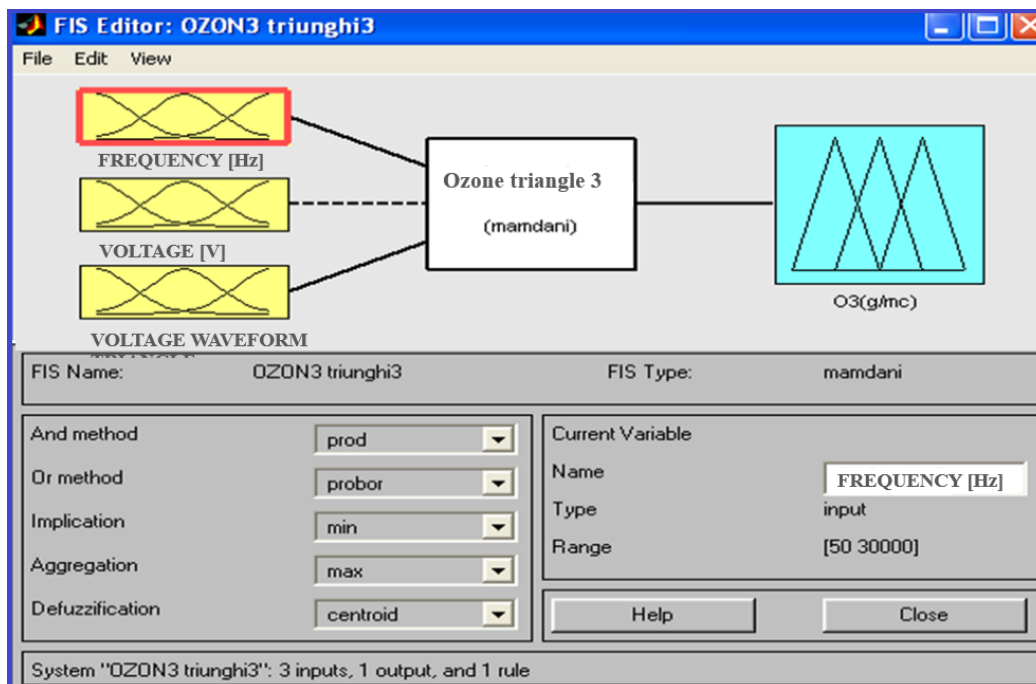 FIS Editor: OZON3 triunghi3
File Edit View
FREQUENCY [Hz]
VOLTAGE [V]
VOLTAGE WAVEFORM
TRIANGLE
Ozone triangle 3
(mamdani)
O3(g/mc)
FIS Name: OZON3 triunghi3 FIS Type: mamdani
And method prod
Or method probor
Implication min
Aggregation max
Defuzzification centroid
Current Variable
Name FREQUENCY [Hz]
Type input
Range [50 30000]
Help Close
System "OZON3 triunghi3": 3 inputs, 1 output, and 1 rule